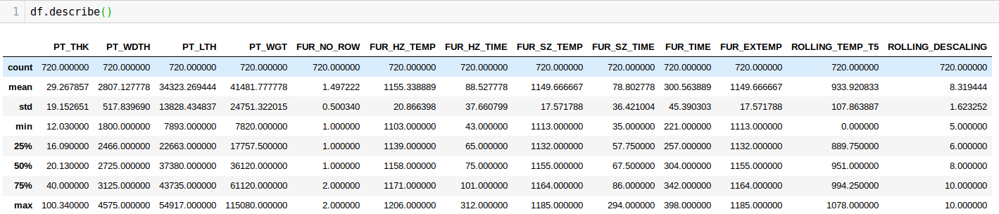 1 df.describe()
PT_THK PT_WDTH PT_LTH PT_WGT FUR_NO_ROW FUR_HZ_TEMP FUR_HZ_TIME FUR_SZ_TEMP FUR_SZ_TIME FUR_TIME FUR_EXTEMP ROLLING_TEMP_T5 ROLLING_DESCALING
count 720.000000 720.000000 720.000000 720.000000 720.000000 720.000000 720.000000 720.000000 720.000000 720.000000 720.000000 720.000000 720.000000
mean 29.267857 2807.127778 34323.269444 41481.777778 1.497222 1155.338889 88.527778 1149.666667 78.802778 300.563889 1149.666667 933.920833 8.319444
std 19.152651 517.839690 13828.434837 24751.322015 0.500340 20.866398 37.660799 17.571788 36.421004 45.390303 17.571788 107.863887 1.623252
min 12.030000 1800.000000 7893.000000 7820.000000 1.000000 1103.000000 43.000000 1113.000000 35.000000 221.000000 1113.000000 0.000000 5.000000
25% 16.090000 2466.000000 22663.000000 17757.500000 1.000000 1139.000000 65.000000 1132.000000 57.750000 257.000000 1132.000000 889.750000 6.000000
50% 20.130000 2725.000000 37380.000000 36120.000000 1.000000 1158.000000 75.000000 1155.000000 67.500000 304.000000 1155.000000 951.000000 8.000000
75% 40.000000 3125.000000 43735.000000 61120.000000 2.000000 1171.000000 101.000000 1164.000000 86.000000 342.000000 1164.000000 994.250000 10.000000
max 100.340000 4575.000000 54917.000000 115080.000000 2.000000 1206.000000 312.000000 1185.000000 294.000000 398.000000 1185.000000 1078.000000 10.000000